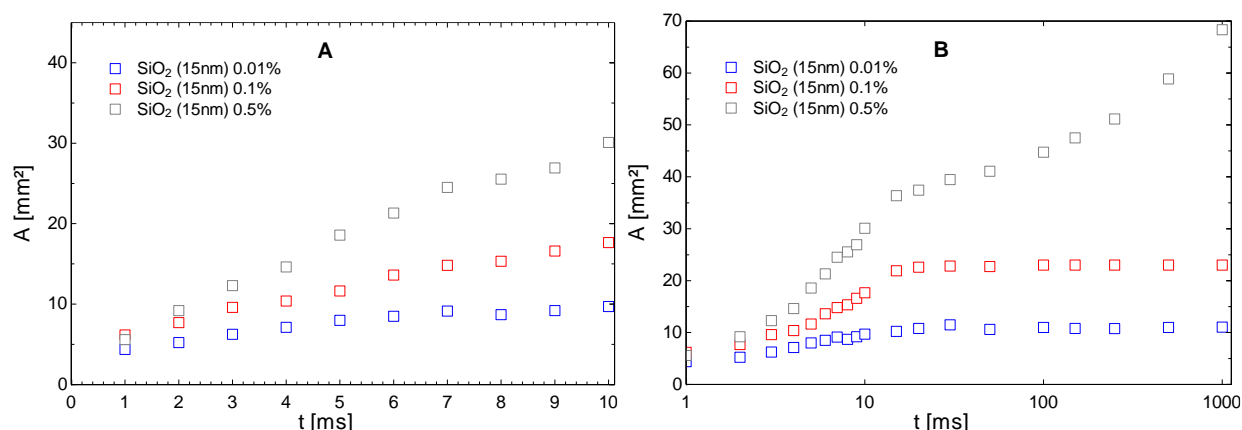 A
SiO₂ (15nm) 0.01%
SiO₂ (15nm) 0.1%
SiO₂ (15nm) 0.5%
A [mm²]
40
30
20
10
0
0 1 2 3 4 5 6 7 8 9 10
t [ms]
B
SiO₂ (15nm) 0.01%
SiO₂ (15nm) 0.1%
SiO₂ (15nm) 0.5%
A [mm²]
70
60
50
40
30
20
10
0
1 10 100 1000
t [ms]